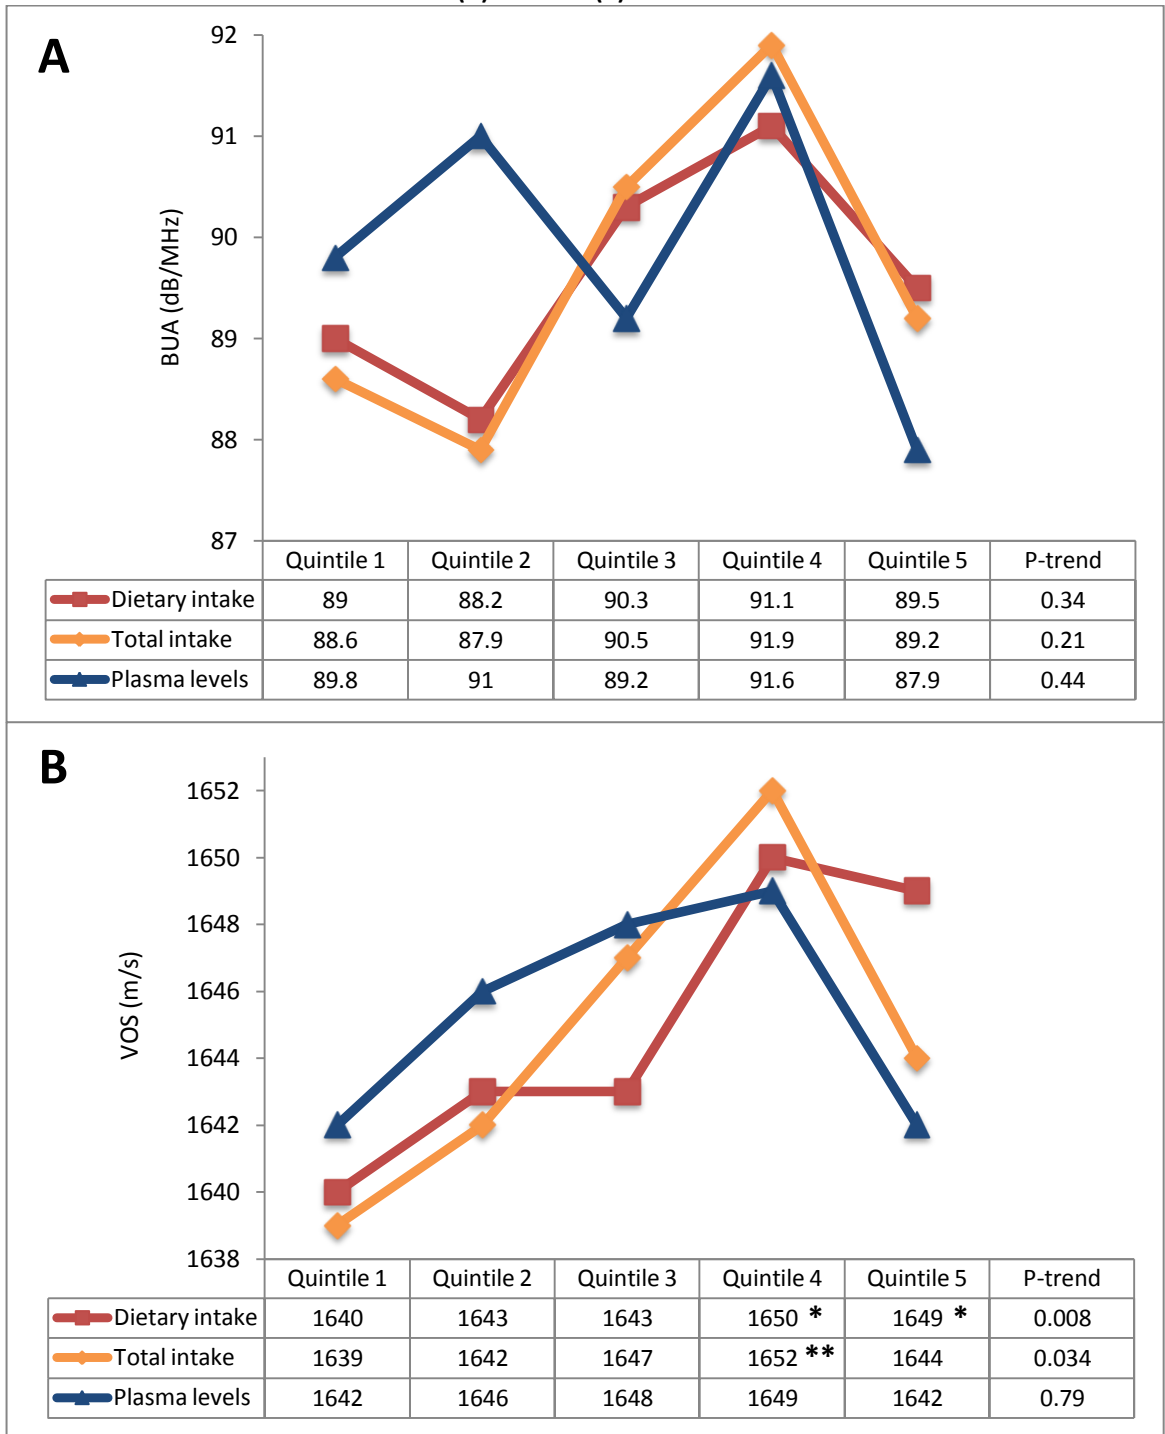 A
92
91
90
89
88
87
BUA (dB/MHz)
Quintile 1 Quintile 2 Quintile 3 Quintile 4 Quintile 5 P-trend
Dietary intake 89 88.2 90.3 91.1 89.5 0.34
Total intake 88.6 87.9 90.5 91.9 89.2 0.21
Plasma levels 89.8 91 89.2 91.6 87.9 0.44
B
1652
1650
1648
1646
1644
1642
1640
1638
VOS (m/s)
Quintile 1 Quintile 2 Quintile 3 Quintile 4 Quintile 5 P-trend
Dietary intake 1640 1643 1643 1650 * 1649 * 0.008
Total intake 1639 1642 1647 1652 ** 1644 0.034
Plasma levels 1642 1646 1648 1649 1642 0.79